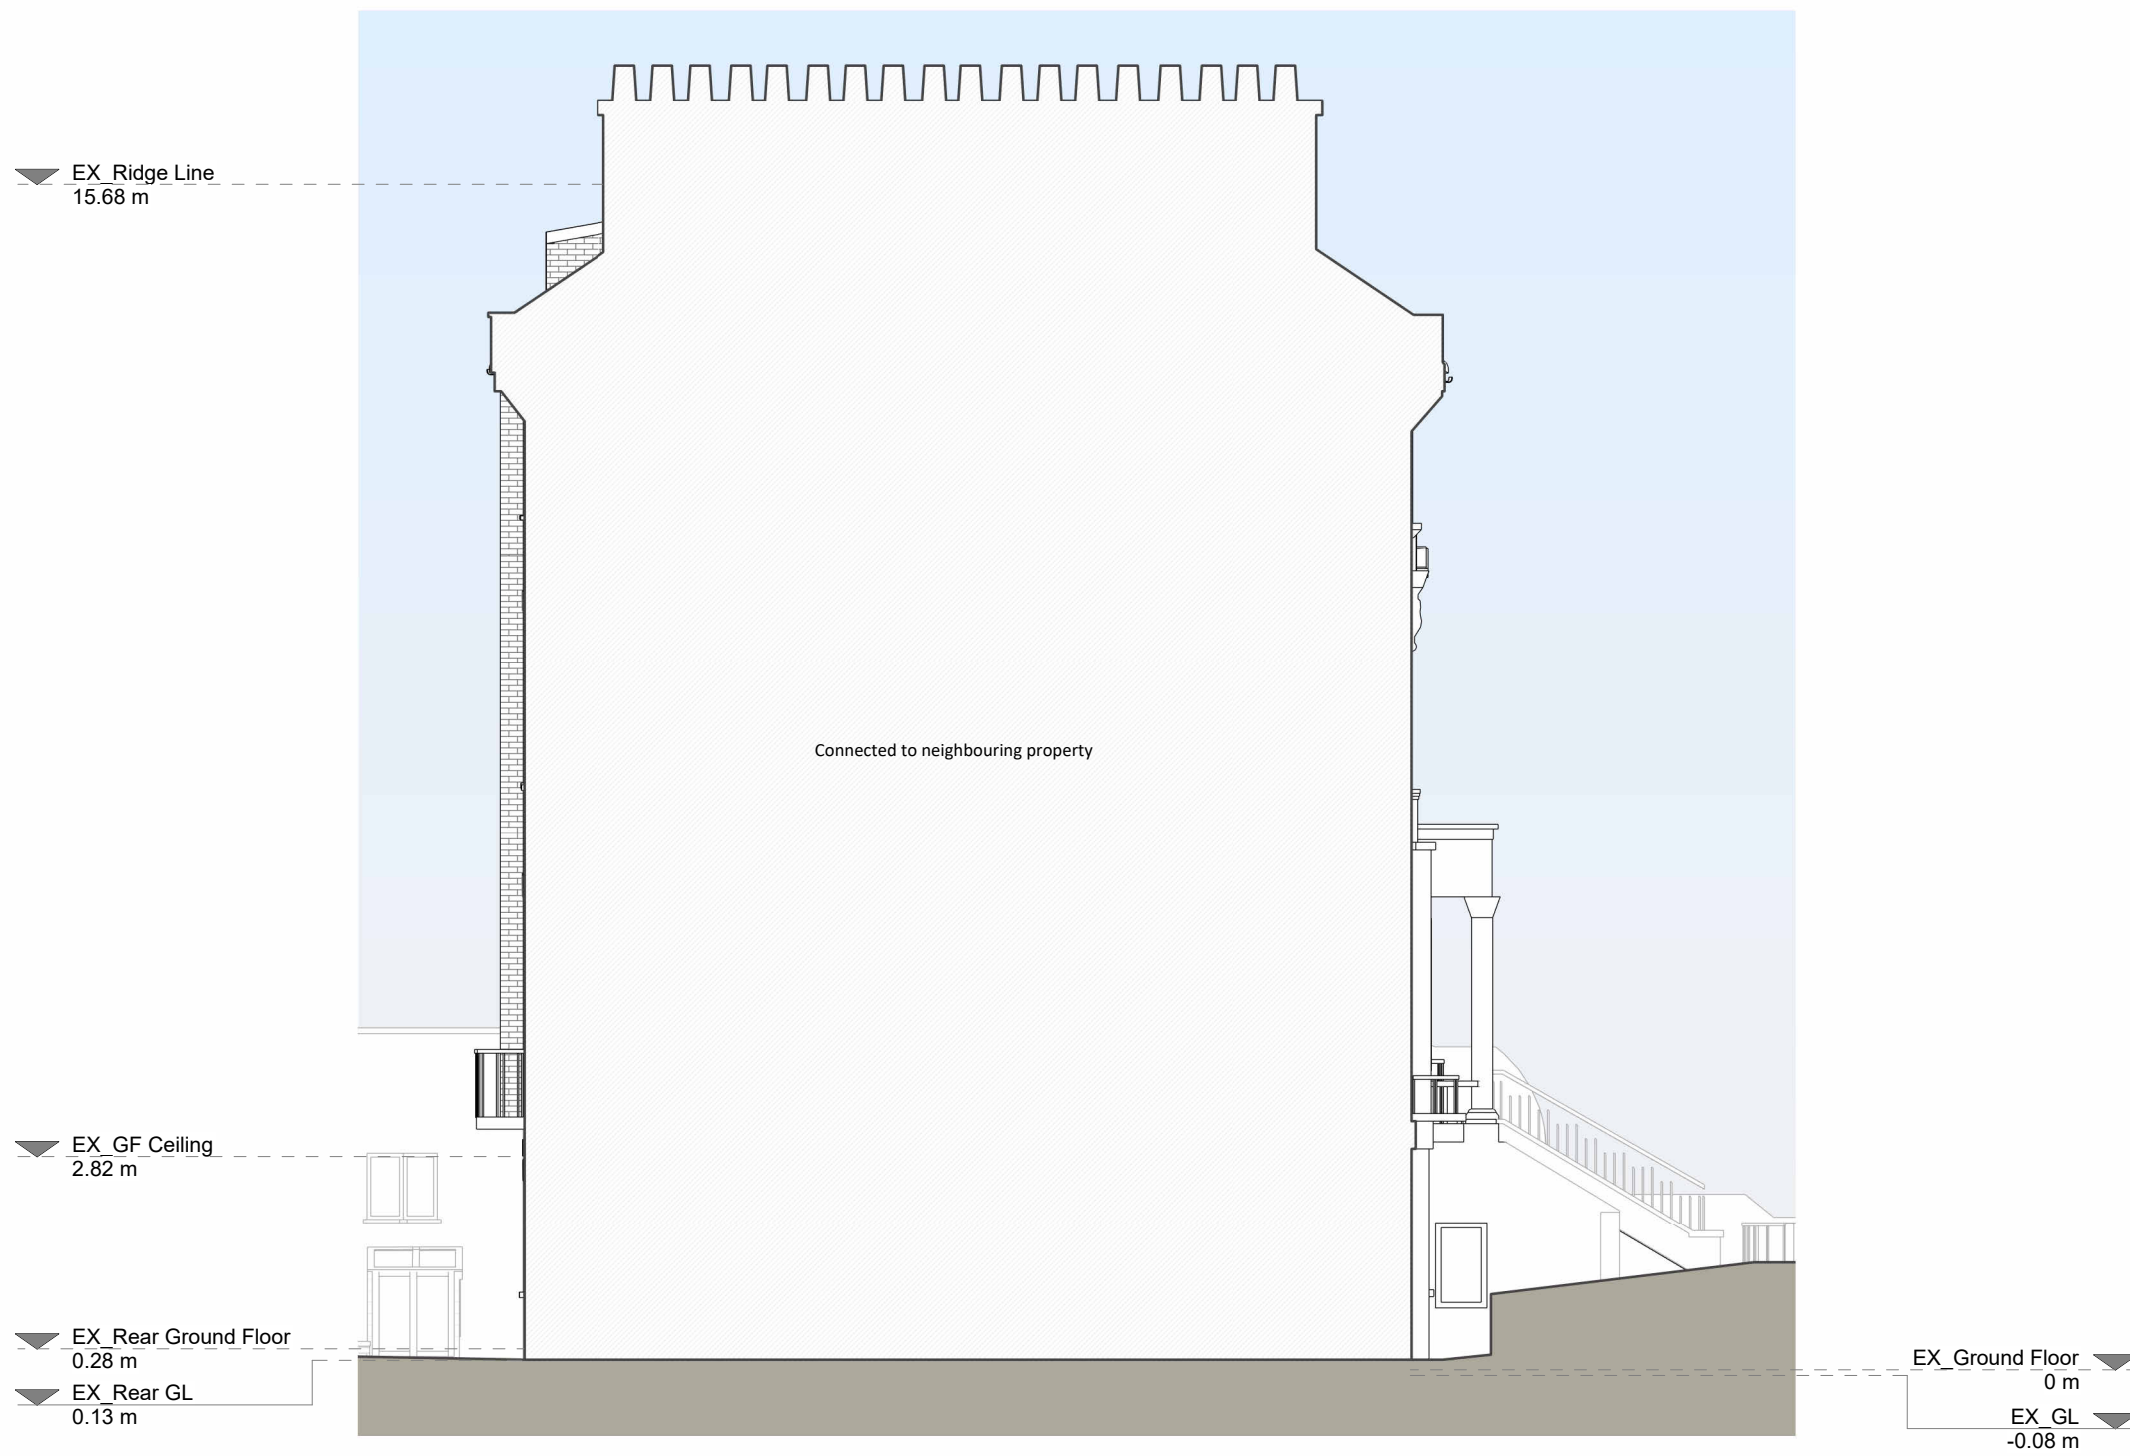 EX_Ridge Line
15.68 m
Connected to neighbouring property
EX_GF Ceiling
2.82 m
EX_Rear Ground Floor
0.28 m
EX_Rear GL
0.13 m
EX_Ground Floor
0 m
EX_GL
-0.08 m